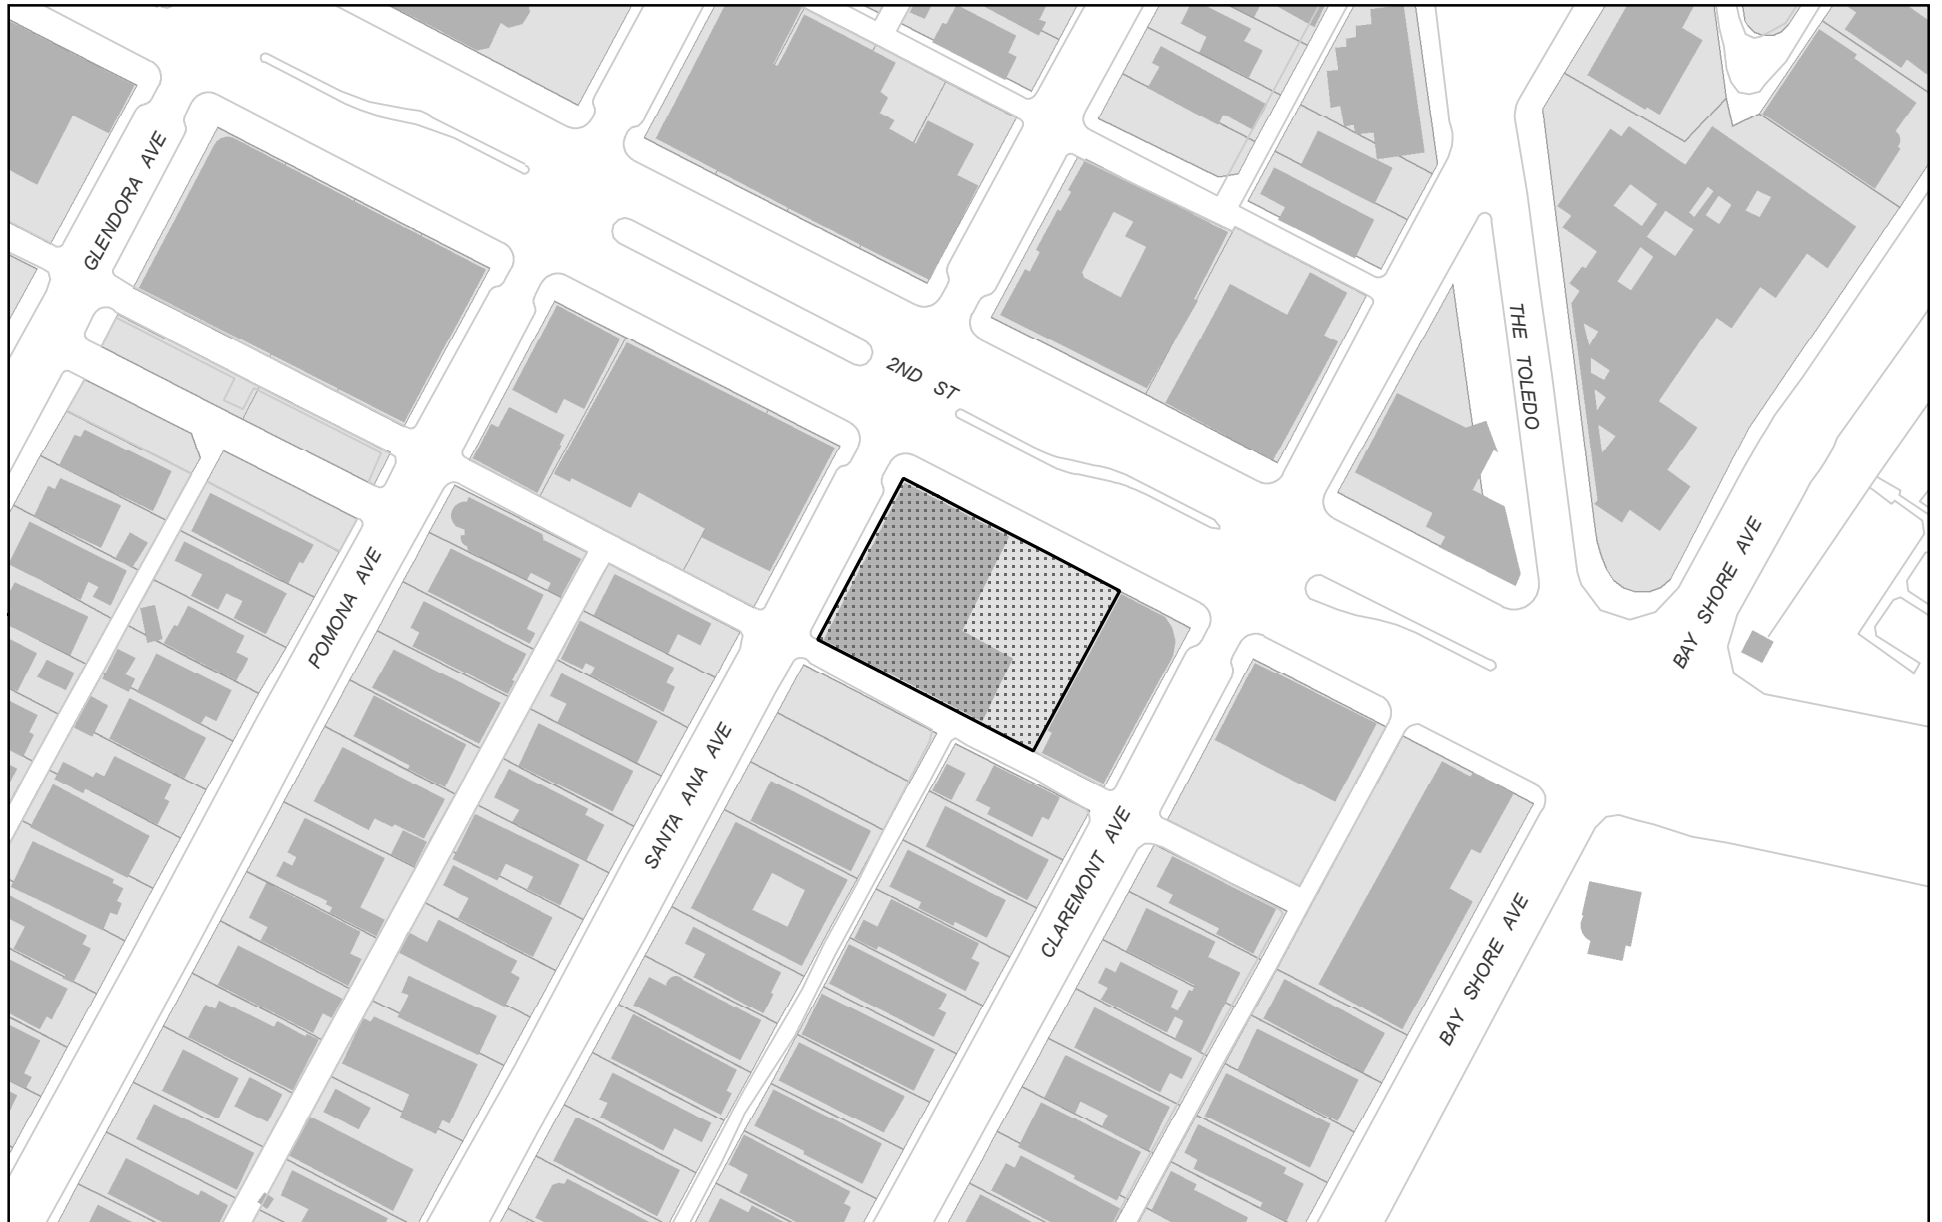 GLENDORA AVE
2ND ST
THE TOLEDO
POMONA AVE
BAY SHORE AVE
SANTA ANA AVE
CLAREMONT AVE
BAY SHORE AVE